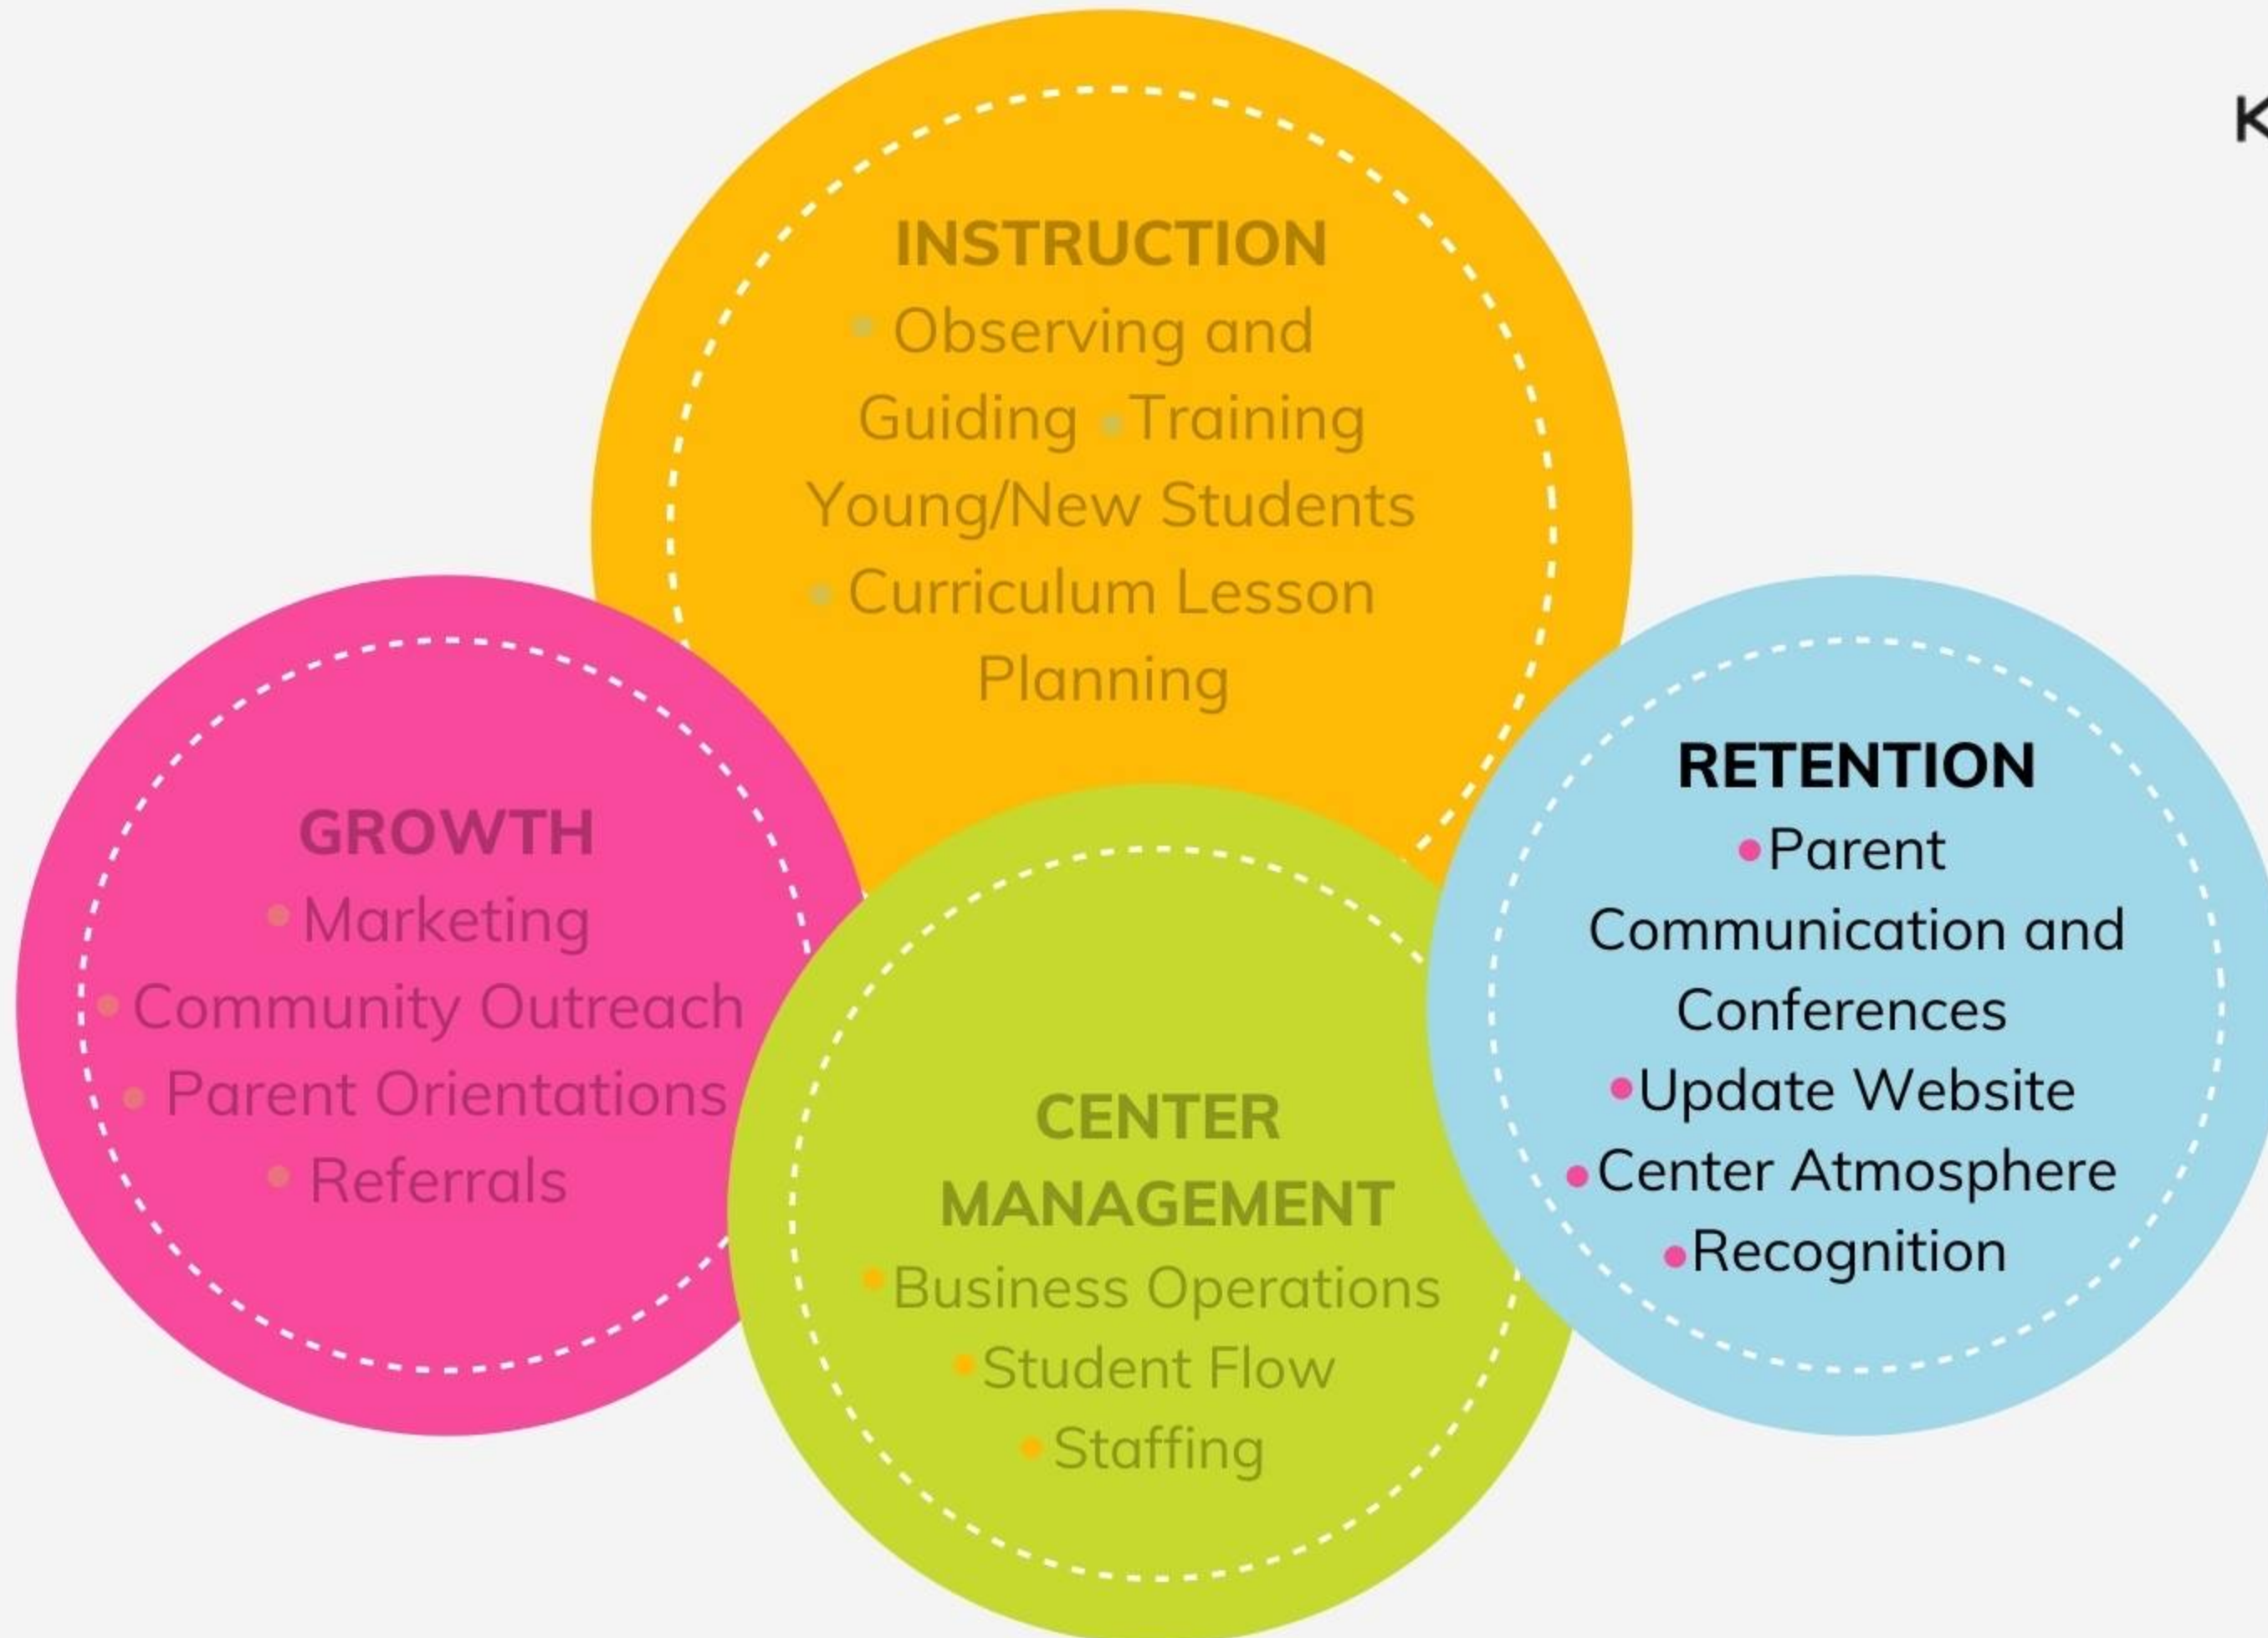 K
INSTRUCTION
• Observing and
Guiding • Training
Young/New Students
• Curriculum Lesson
Planning
GROWTH
• Marketing
• Community Outreach
• Parent Orientations
• Referrals
CENTER
MANAGEMENT
• Business Operations
• Student Flow
• Staffing
RETENTION
• Parent
Communication and
Conferences
• Update Website
• Center Atmosphere
• Recognition